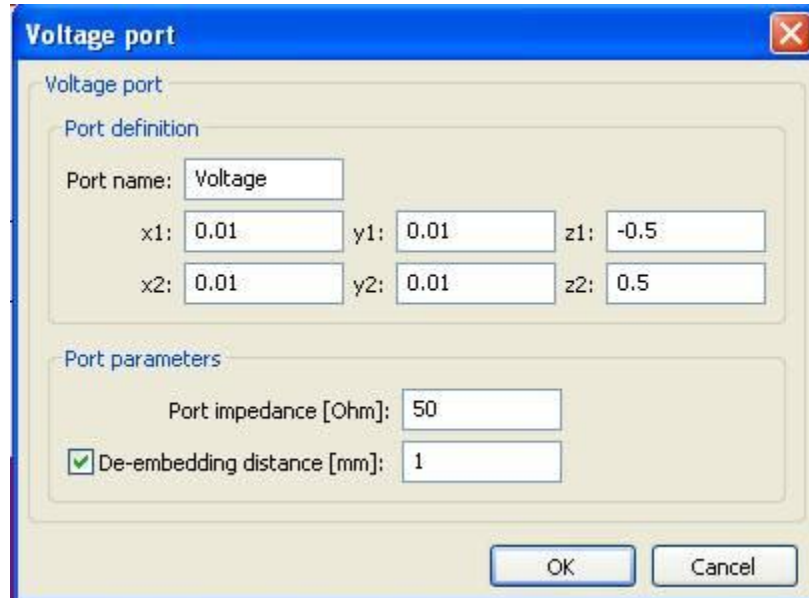 Voltage port
Voltage port
Port definition
Port name: Voltage
x1: 0.01 y1: 0.01 z1: -0.5
x2: 0.01 y2: 0.01 z2: 0.5
Port parameters
Port impedance [Ohm]: 50
De-embedding distance [mm]: 1
OK Cancel